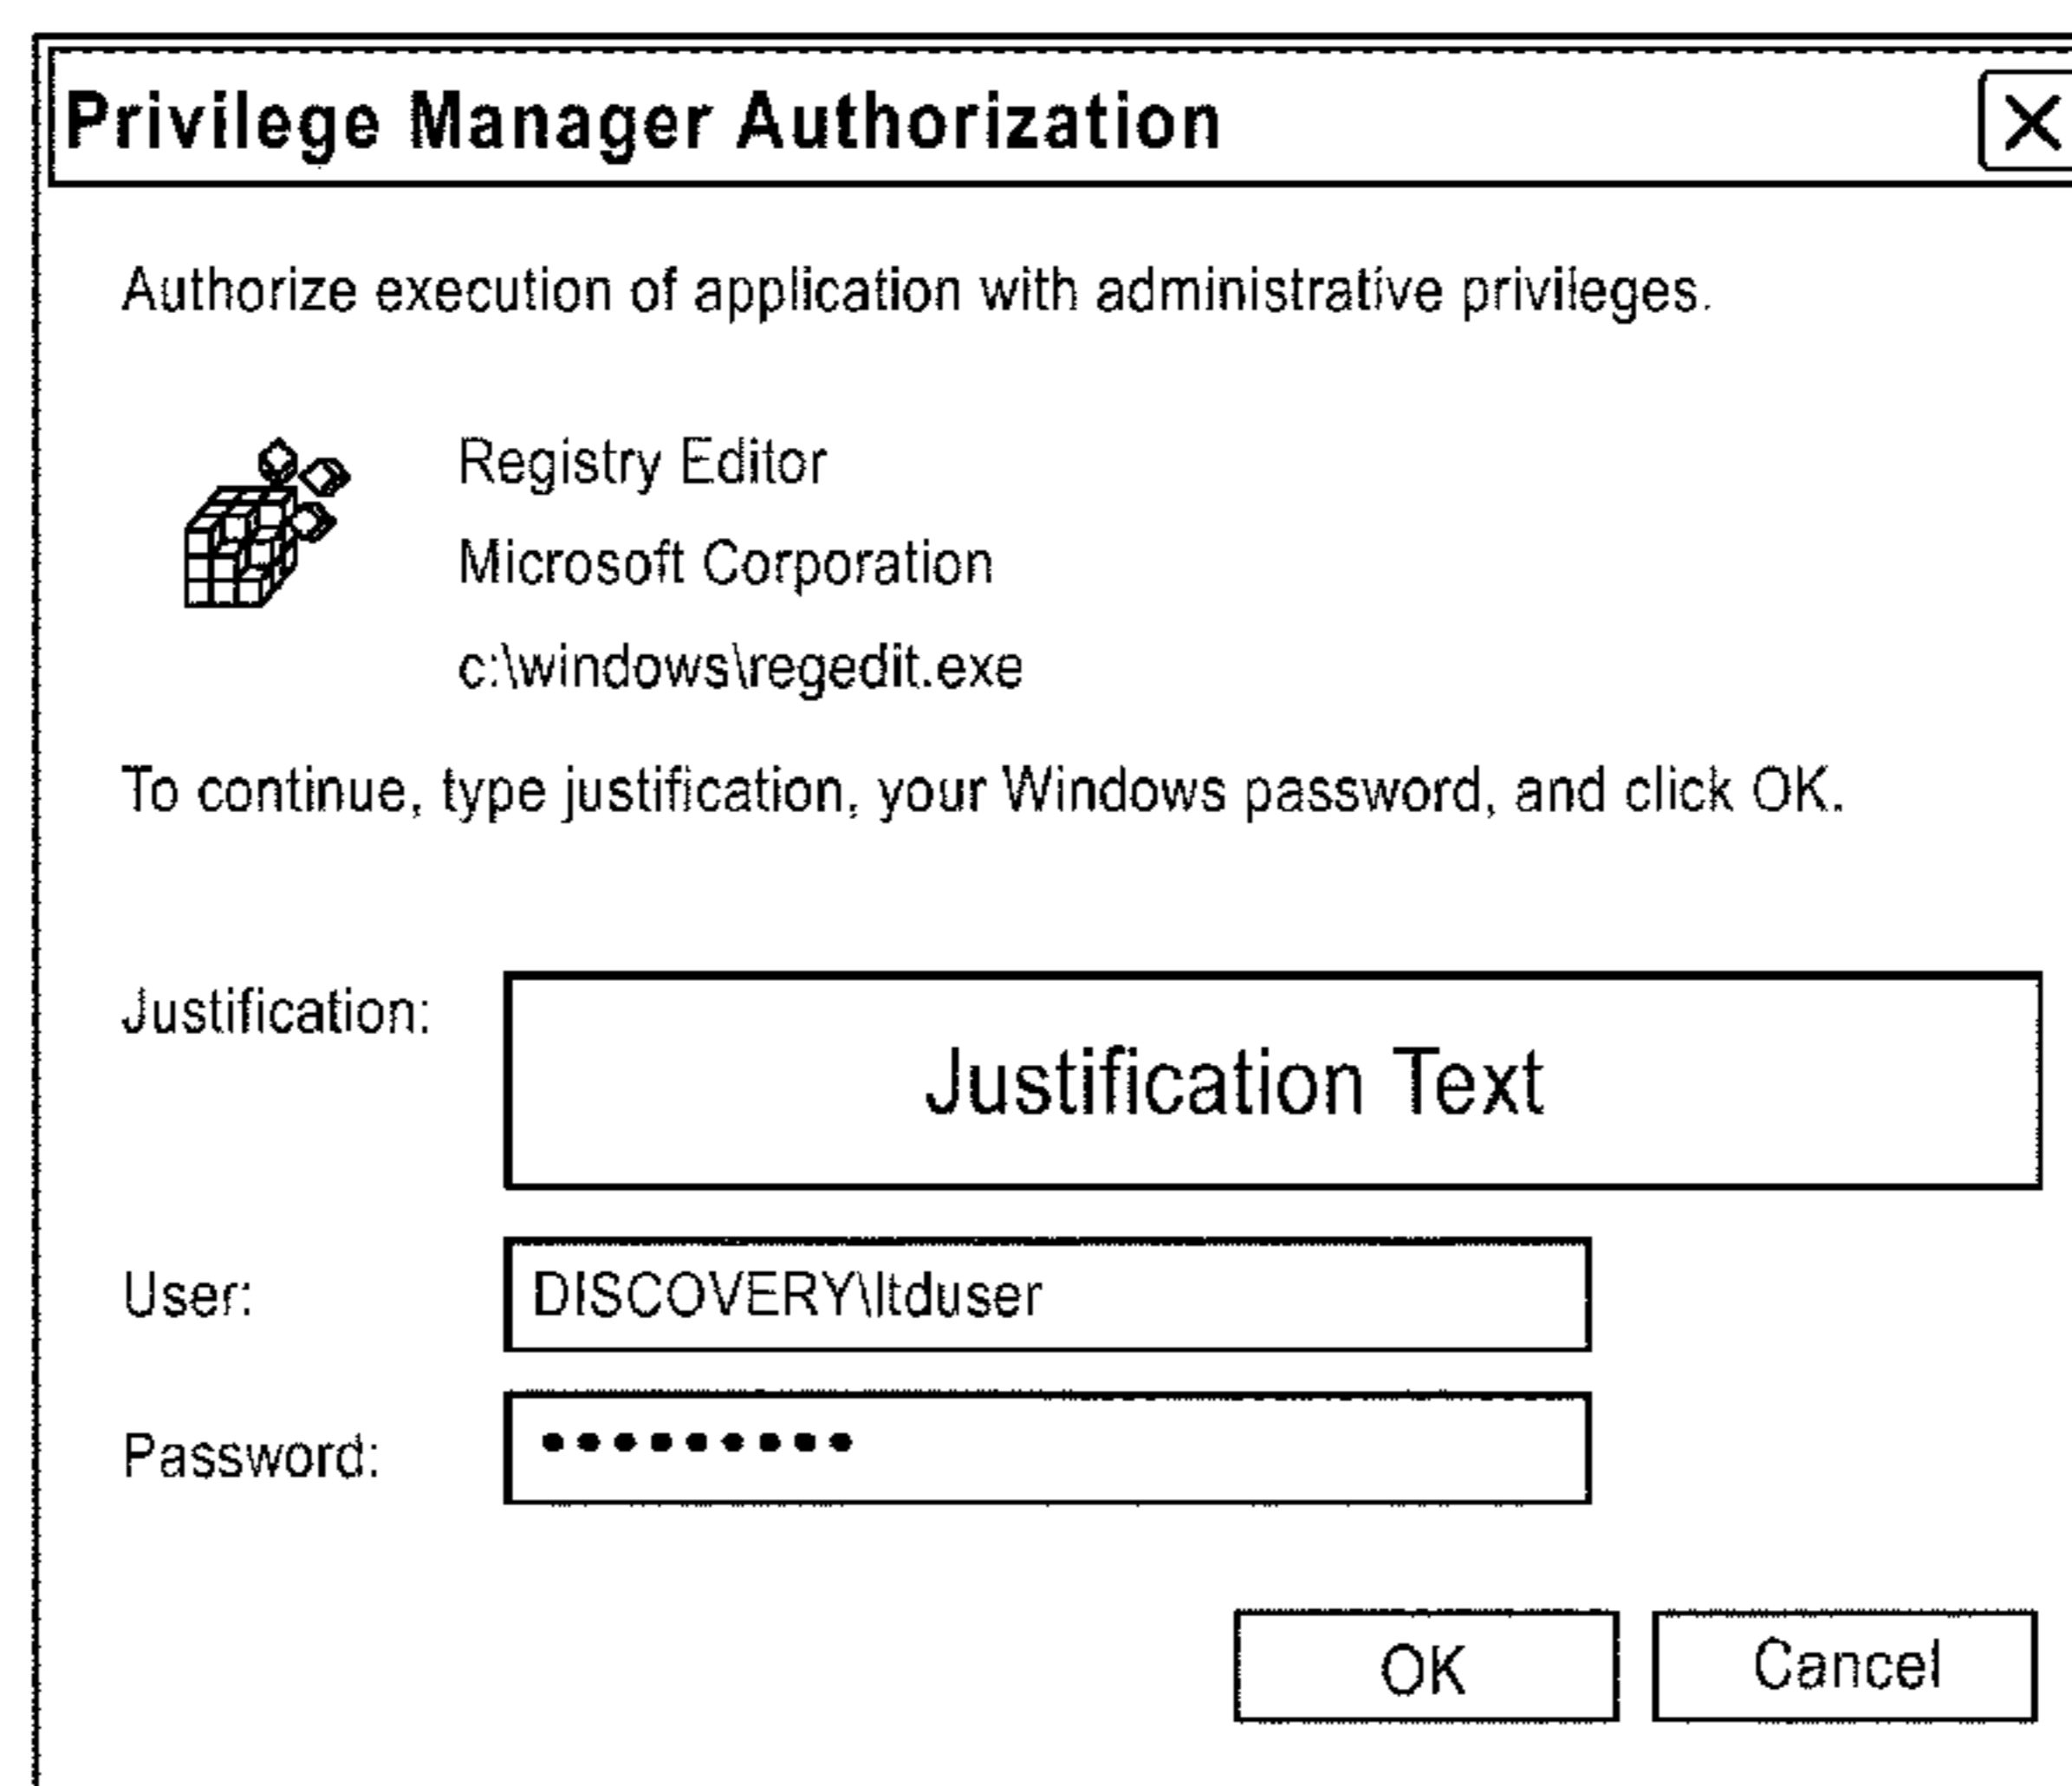 Privilege Manager Authorization
Authorize execution of application with administrative privileges.
Registry Editor
Microsoft Corporation
c:\windows\regedit.exe
To continue, type justification, your Windows password, and click OK.
Justification:
Justification Text
User: DISCOVERY\ltduser
Password: •••••••••
OK Cancel